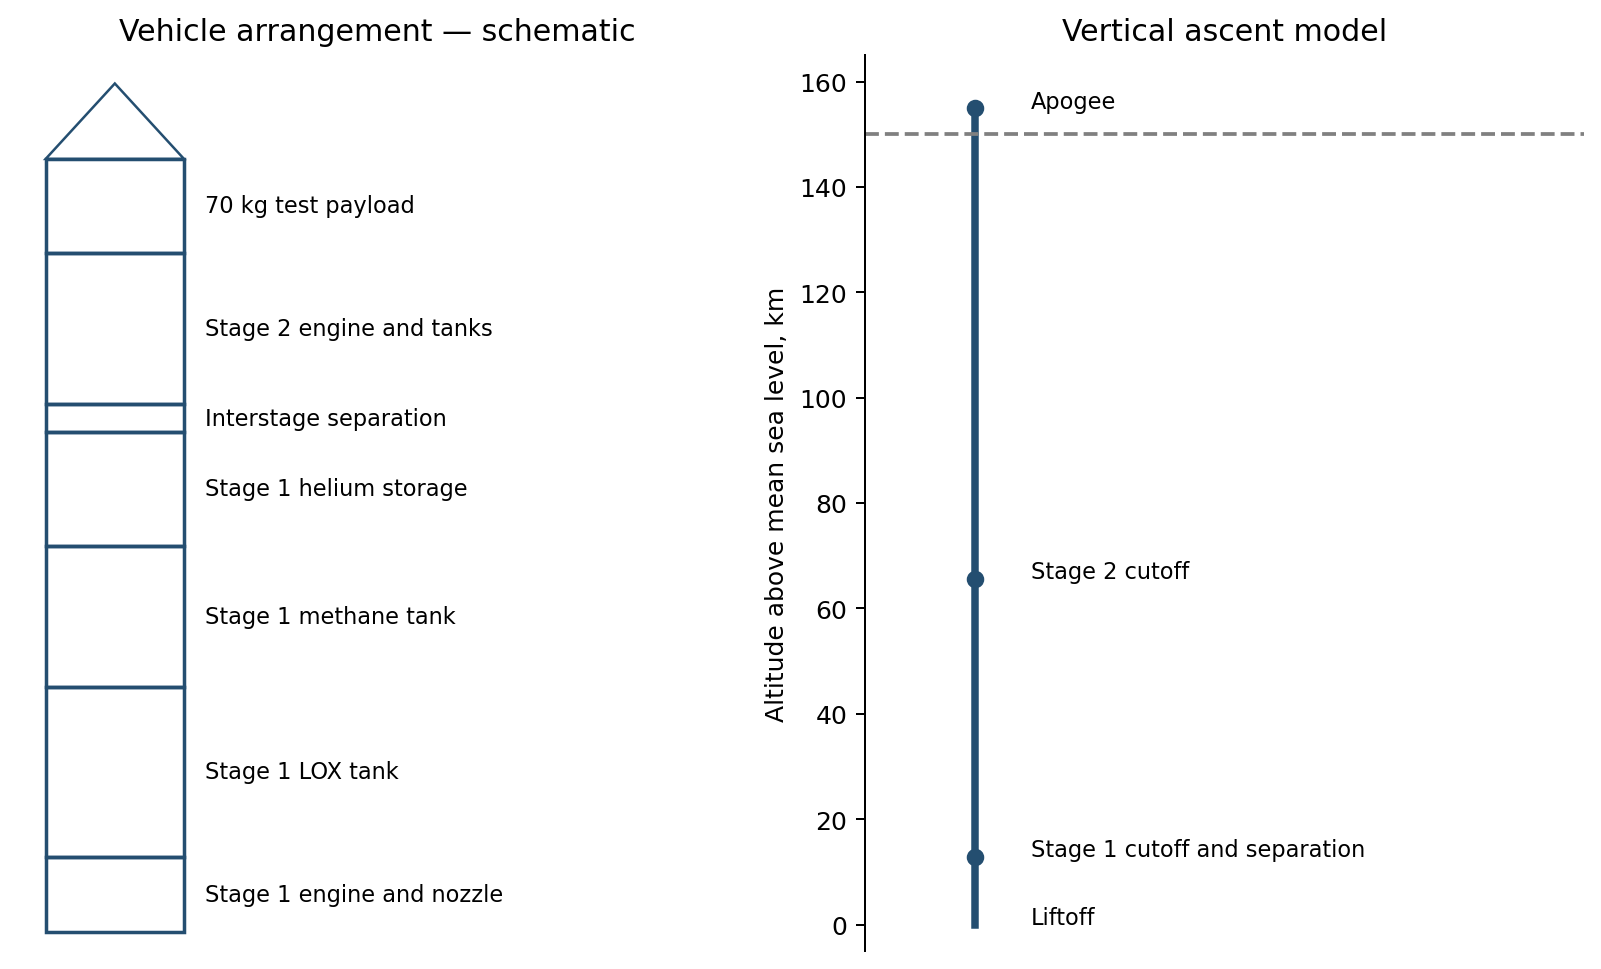 Vehicle arrangement — schematic
70 kg test payload
Stage 2 engine and tanks
Interstage separation
Stage 1 helium storage
Stage 1 methane tank
Stage 1 LOX tank
Stage 1 engine and nozzle
Vertical ascent model
Altitude above mean sea level, km
160
140
120
100
80
60
40
20
0
Apogee
Stage 2 cutoff
Stage 1 cutoff and separation
Liftoff